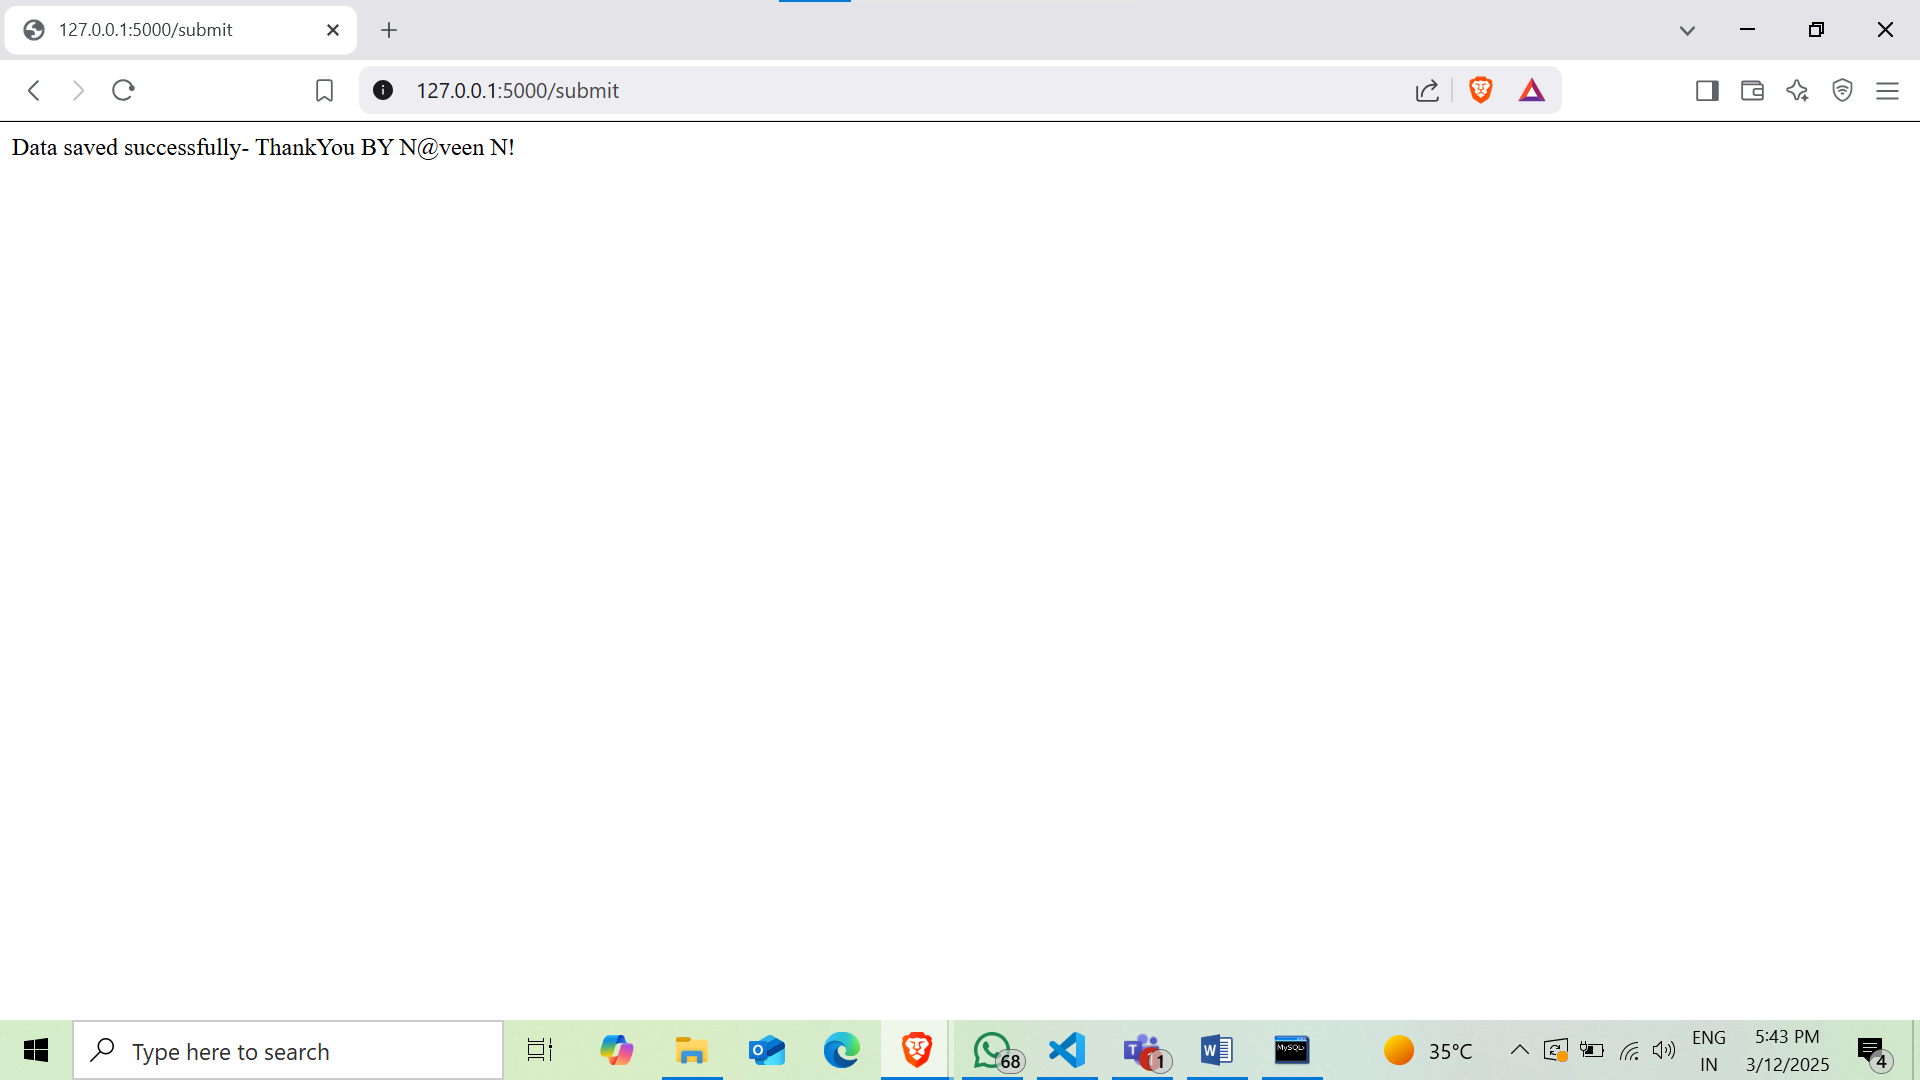 127.0.0.1:5000/submit
127.0.0.1:5000/submit
Data saved successfully- ThankYou BY N@veen N!
Type here to search
68
1
MySQL
35°C
ENG
IN
5:43 PM
3/12/2025
4